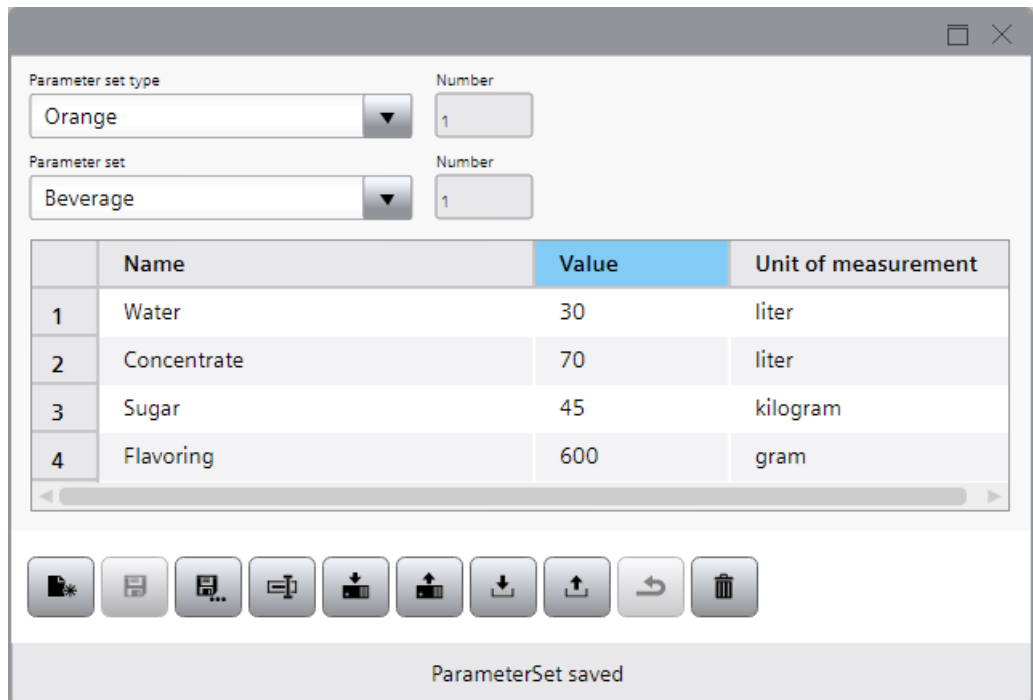 Parameter set type Number
Orange 1
Parameter set Number
Beverage 1
Name Value Unit of measurement
1 Water 30 liter
2 Concentrate 70 liter
3 Sugar 45 kilogram
4 Flavoring 600 gram
ParameterSet saved